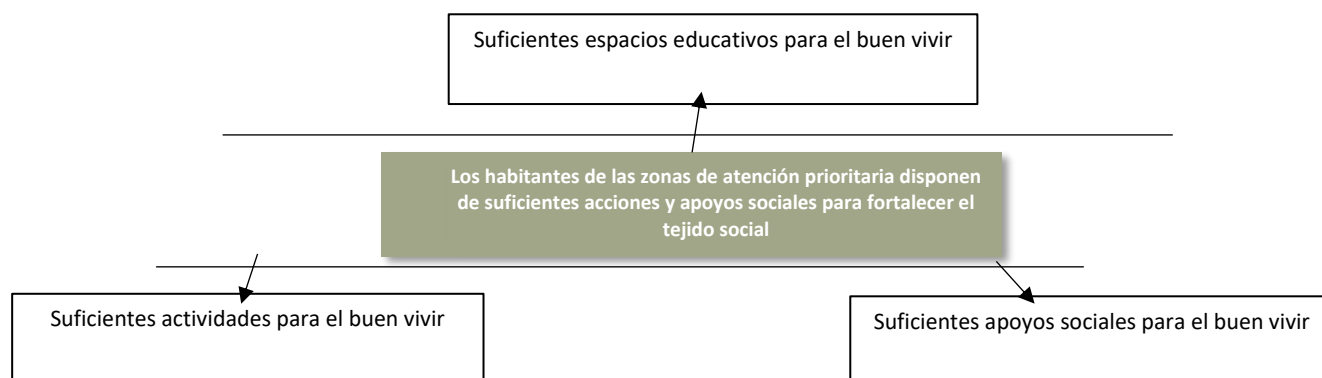 Suficientes espacios educativos para el buen vivir
Los habitantes de las zonas de atención prioritaria disponen
de suficientes acciones y apoyos sociales para fortalecer el
tejido social
Suficientes actividades para el buen vivir
Suficientes apoyos sociales para el buen vivir